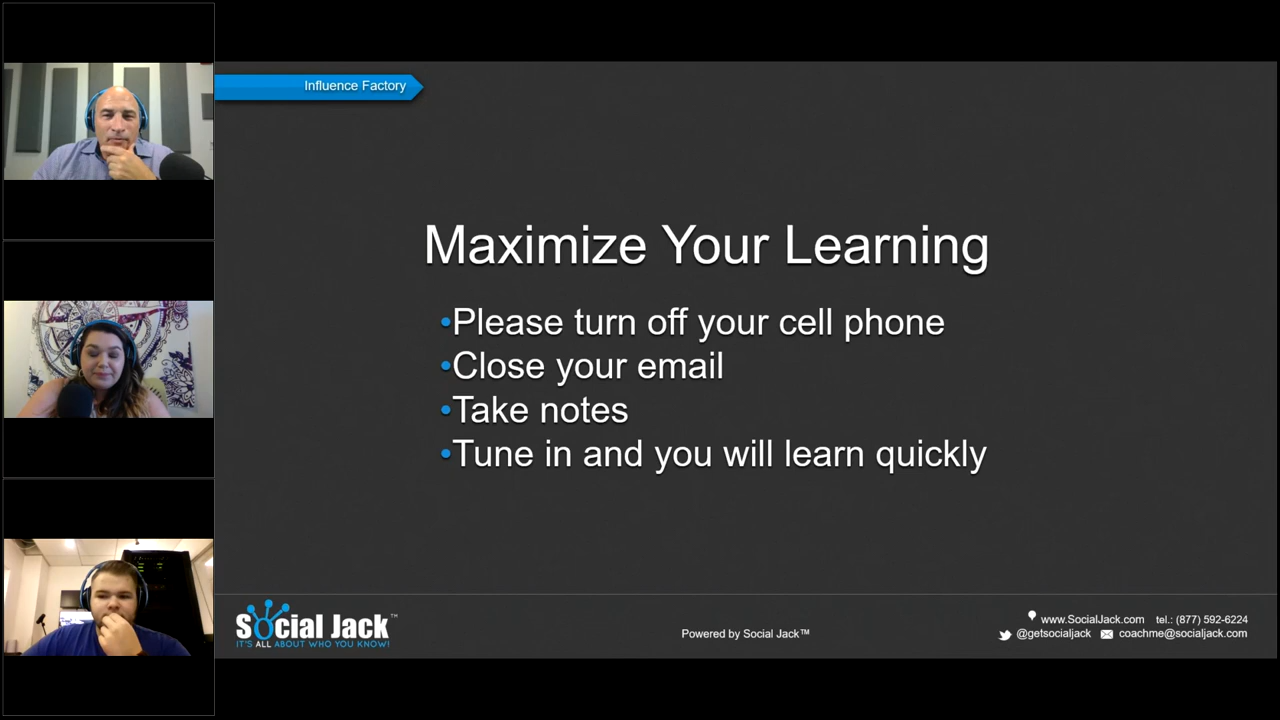 Influence Factory
Maximize Your Learning
•Please turn off your cell phone
•Close your email
•Take notes
•Tune in and you will learn quickly
Social Jack™
IT'S ALL ABOUT WHO YOU KNOW!
Powered by Social Jack™
www.SocialJack.com tel.: (877) 592-6224
@getsocialjack coachme@socialjack.com